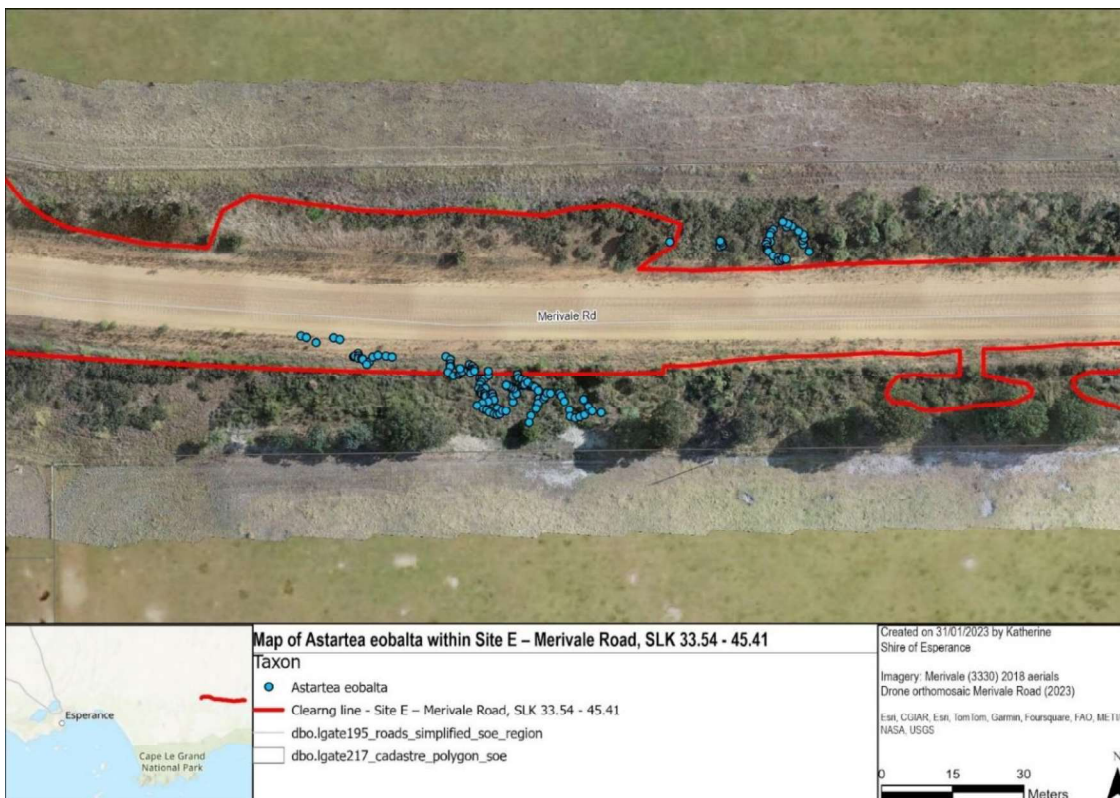 Merivale Rd
Esperance
Cape Le Grand
National Park
Map of Astartea eobalta within Site E – Merivale Road, SLK 33.54 - 45.41
Taxon
Astartea eobalta
Clearng line - Site E – Merivale Road, SLK 33.54 - 45.41
dbo.lgate195_roads_simplified_soe_region
dbo.lgate217_cadastre_polygon_soe
Created on 31/01/2023 by Katherine
Shire of Esperance
Imagery: Merivale (3330) 2018 aerials
Drone orthomosaic Merivale Road (2023)
Esri, CGIAR, Esri, TomTom, Garmin, Foursquare, FAO,
NASA, USGS
N
0 15 30
Meters